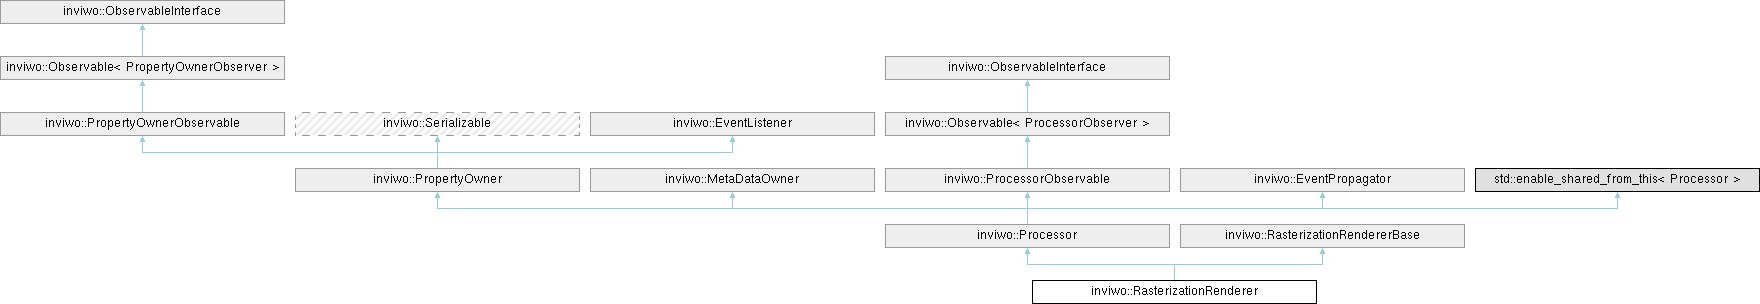 inviwo::ObservableInterface
inviwo::Observable< PropertyOwnerObserver >
inviwo::ObservableInterface
inviwo::PropertyOwnerObservable
inviwo::Serializable
inviwo::EventListener
inviwo::Observable< ProcessorObserver >
inviwo::PropertyOwner
inviwo::MetaDataOwner
inviwo::ProcessorObservable
inviwo::EventPropagator
std::enable_shared_from_this< Processor >
inviwo::Processor
inviwo::RasterizationRendererBase
inviwo::RasterizationRenderer